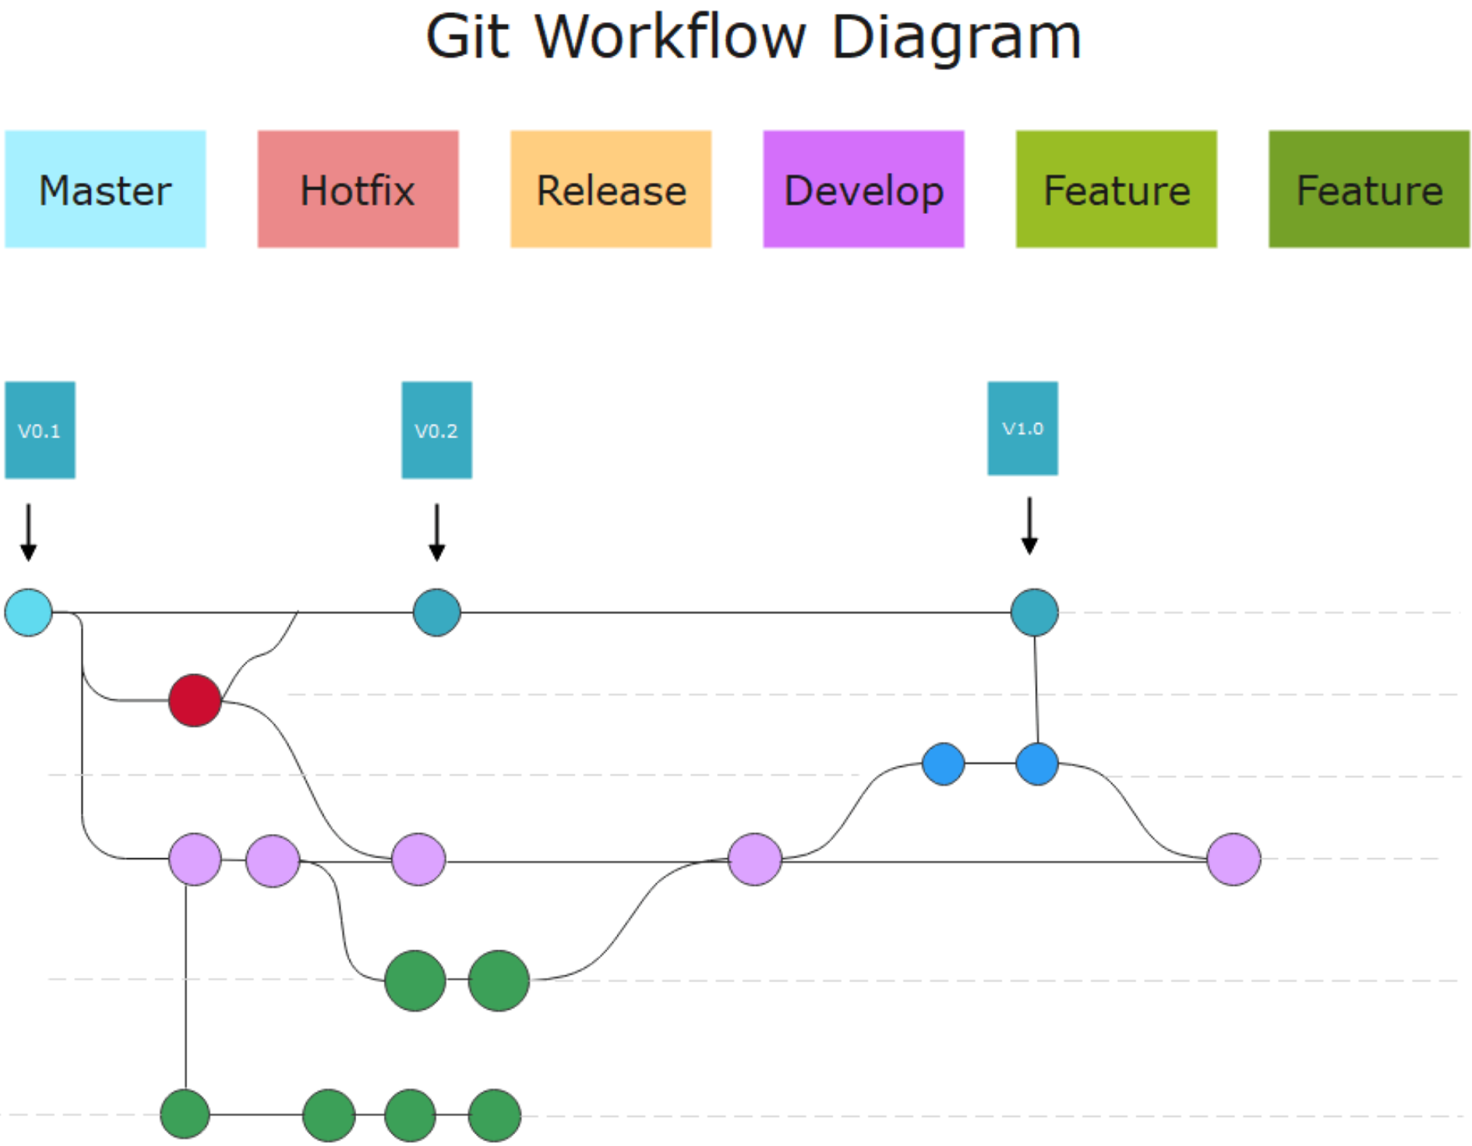 Git Workflow Diagram
Master
Hotfix
Release
Develop
Feature
Feature
V0.1
V0.2
V1.0